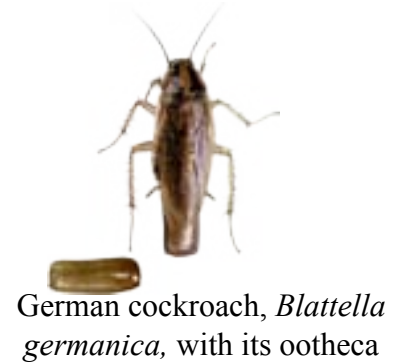 German cockroach, Blattella
germanica, with its ootheca